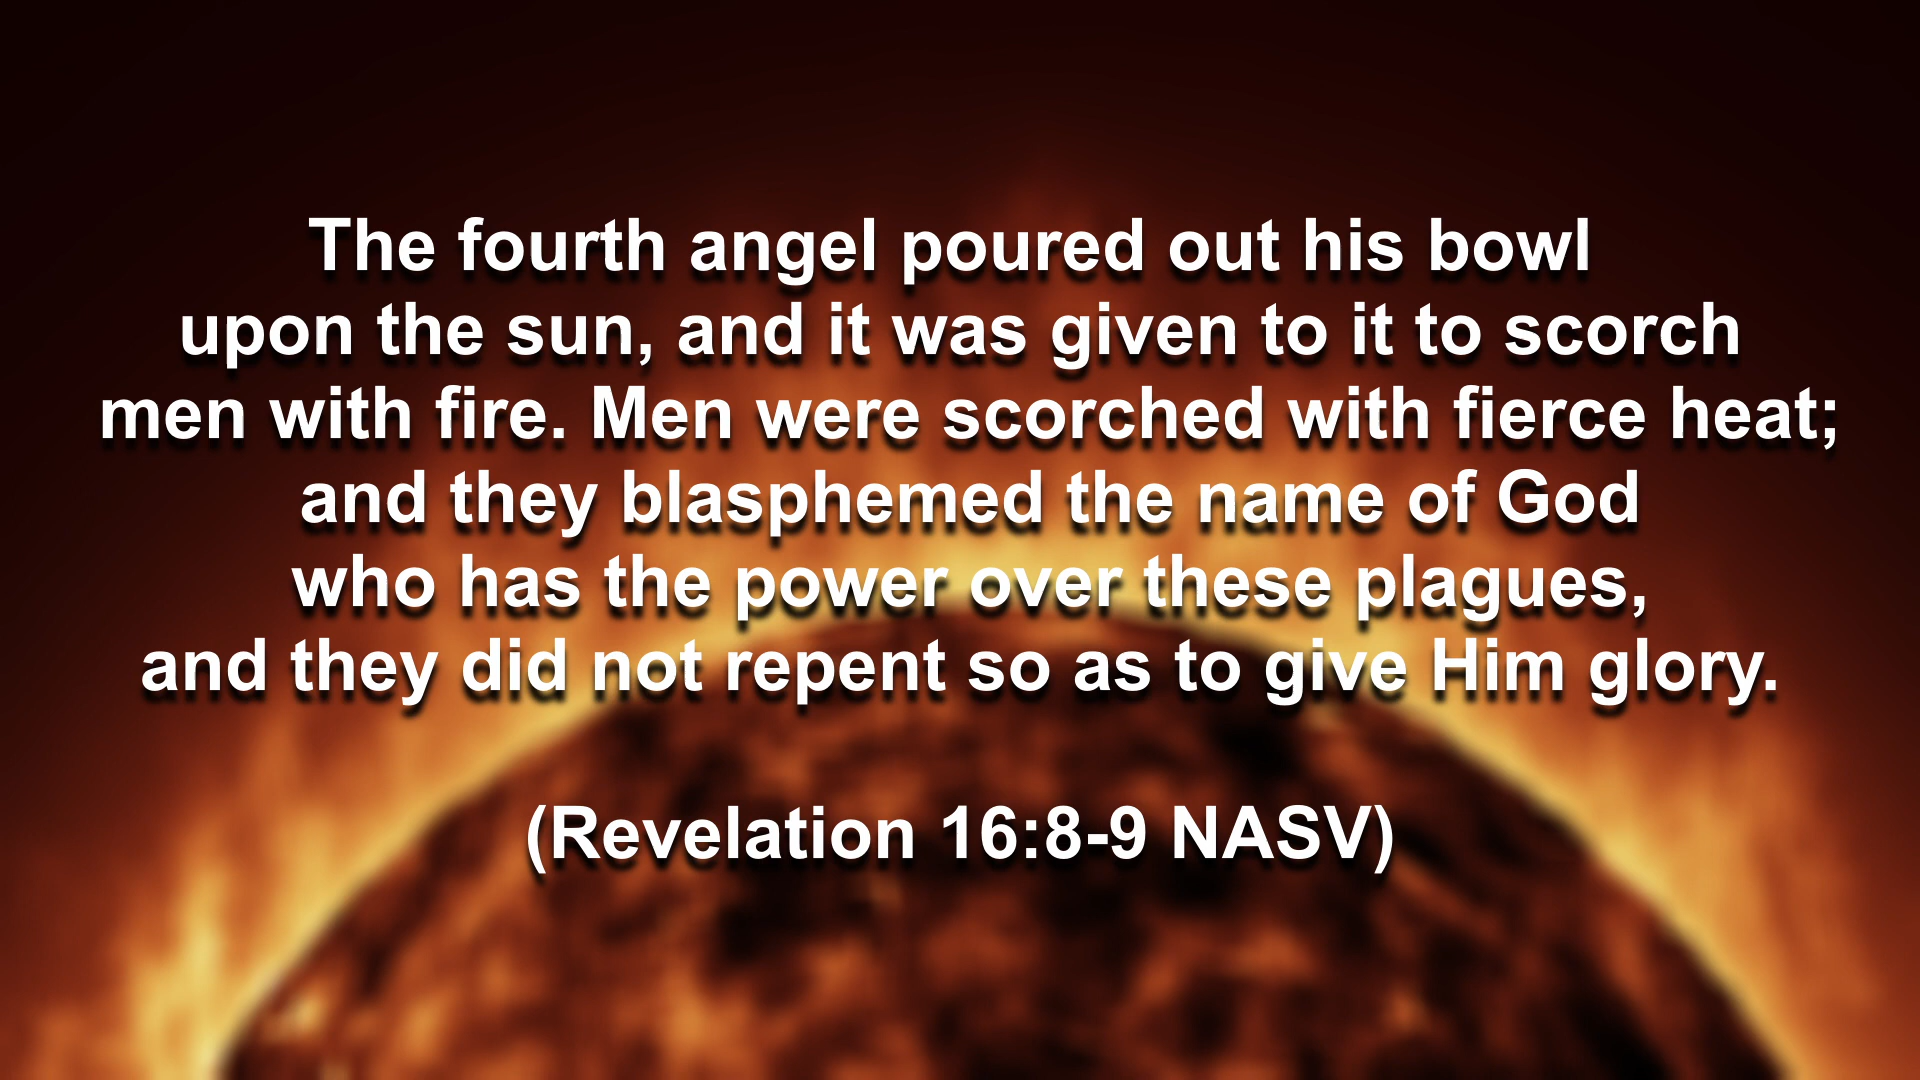 The fourth angel poured out his bowl
upon the sun, and it was given to it to scorch
men with fire. Men were scorched with fierce heat;
and they blasphemed the name of God
who has the power over these plagues,
and they did not repent so as to give Him glory.
(Revelation 16:8-9 NASV)